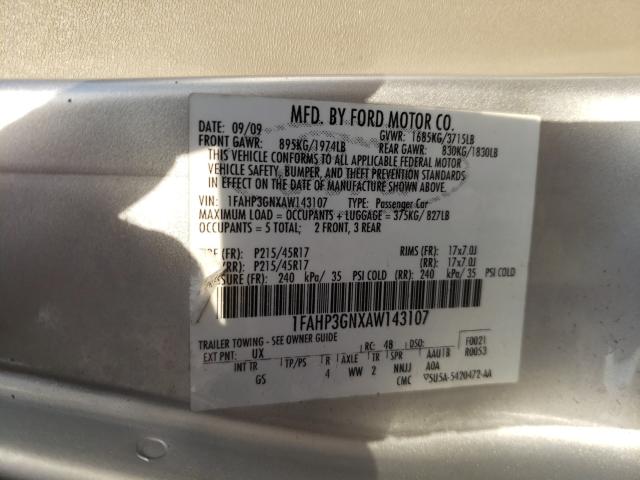 MFD. BY FORD MOTOR CO.
DATE: 09/09 GVWR: 1685KG/3715LB
FRONT GAWR: 895KG/1974LB REAR GAWR: 830KG/1830LB
THIS VEHICLE CONFORMS TO ALL APPLICABLE FEDERAL MOTOR
VEHICLE SAFETY, BUMPER, AND THEFT PREVENTION STANDARDS
IN EFFECT ON THE DATE OF MANUFACTURE SHOWN ABOVE.
VIN: 1FAHP3GNXAW143107 TYPE: Passenger Car
MAXIMUM LOAD = OCCUPANTS + LUGGAGE = 375KG/ 827LB
OCCUPANTS = 5 TOTAL; 2 FRONT, 3 REAR
(FR): P215/45R17 RIMS (FR): 17x7.0J
(RR): P215/45R17 (RR): 17x7.0J
SURE (FR): 240 kPa/ 35 PSI COLD (RR): 240 kPa/ 35 PSI COLD
1FAHP3GNXAW143107
TRAILER TOWING - SEE OWNER GUIDE
EXT PNT: UX RC: 48 DSO: F0021
INT TR TP/PS R AXLE TR SPR AAU1B R0053
GS 4 WW 2 NNJJ A0A
CMC ▽5U5A-5420472-AA